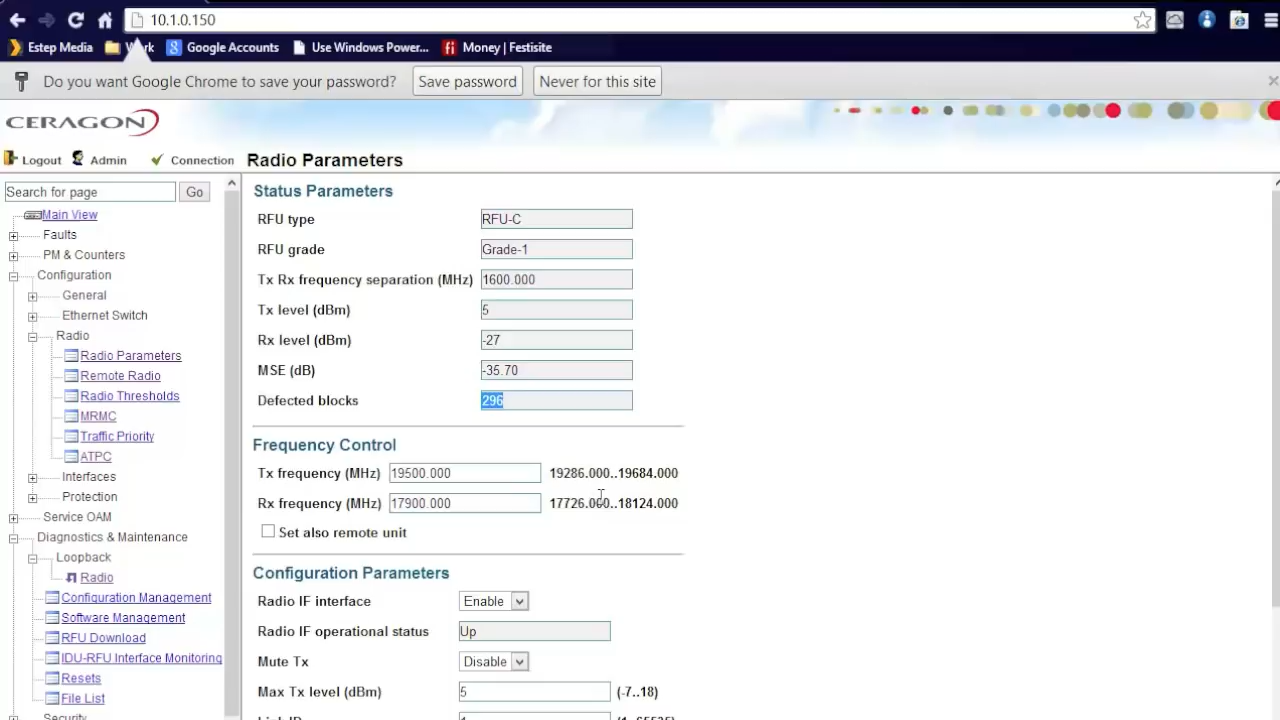 10.1.0.150
Estep Media Work Google Accounts Use Windows Power... Money | Festisite
Do you want Google Chrome to save your password? Save password Never for this site
CERAGON
Logout Admin Connection Radio Parameters
Search for page Go
Main View
Faults
PM & Counters
Configuration
General
Ethernet Switch
Radio
Radio Parameters
Remote Radio
Radio Thresholds
MRMC
Traffic Priority
ATPC
Interfaces
Protection
Service OAM
Diagnostics & Maintenance
Loopback
Radio
Configuration Management
Software Management
RFU Download
IDU-RFU Interface Monitoring
Resets
File List
Security
Status Parameters
RFU type RFU-C
RFU grade Grade-1
Tx Rx frequency separation (MHz) 1600.000
Tx level (dBm) 5
Rx level (dBm) -27
MSE (dB) -35.70
Defected blocks 296
Frequency Control
Tx frequency (MHz) 19500.000 19286.000..19684.000
Rx frequency (MHz) 17900.000 17726.000..18124.000
Set also remote unit
Configuration Parameters
Radio IF interface Enable
Radio IF operational status Up
Mute Tx Disable
Max Tx level (dBm) 5 (-7..18)
Link ID 1 (1..65535)